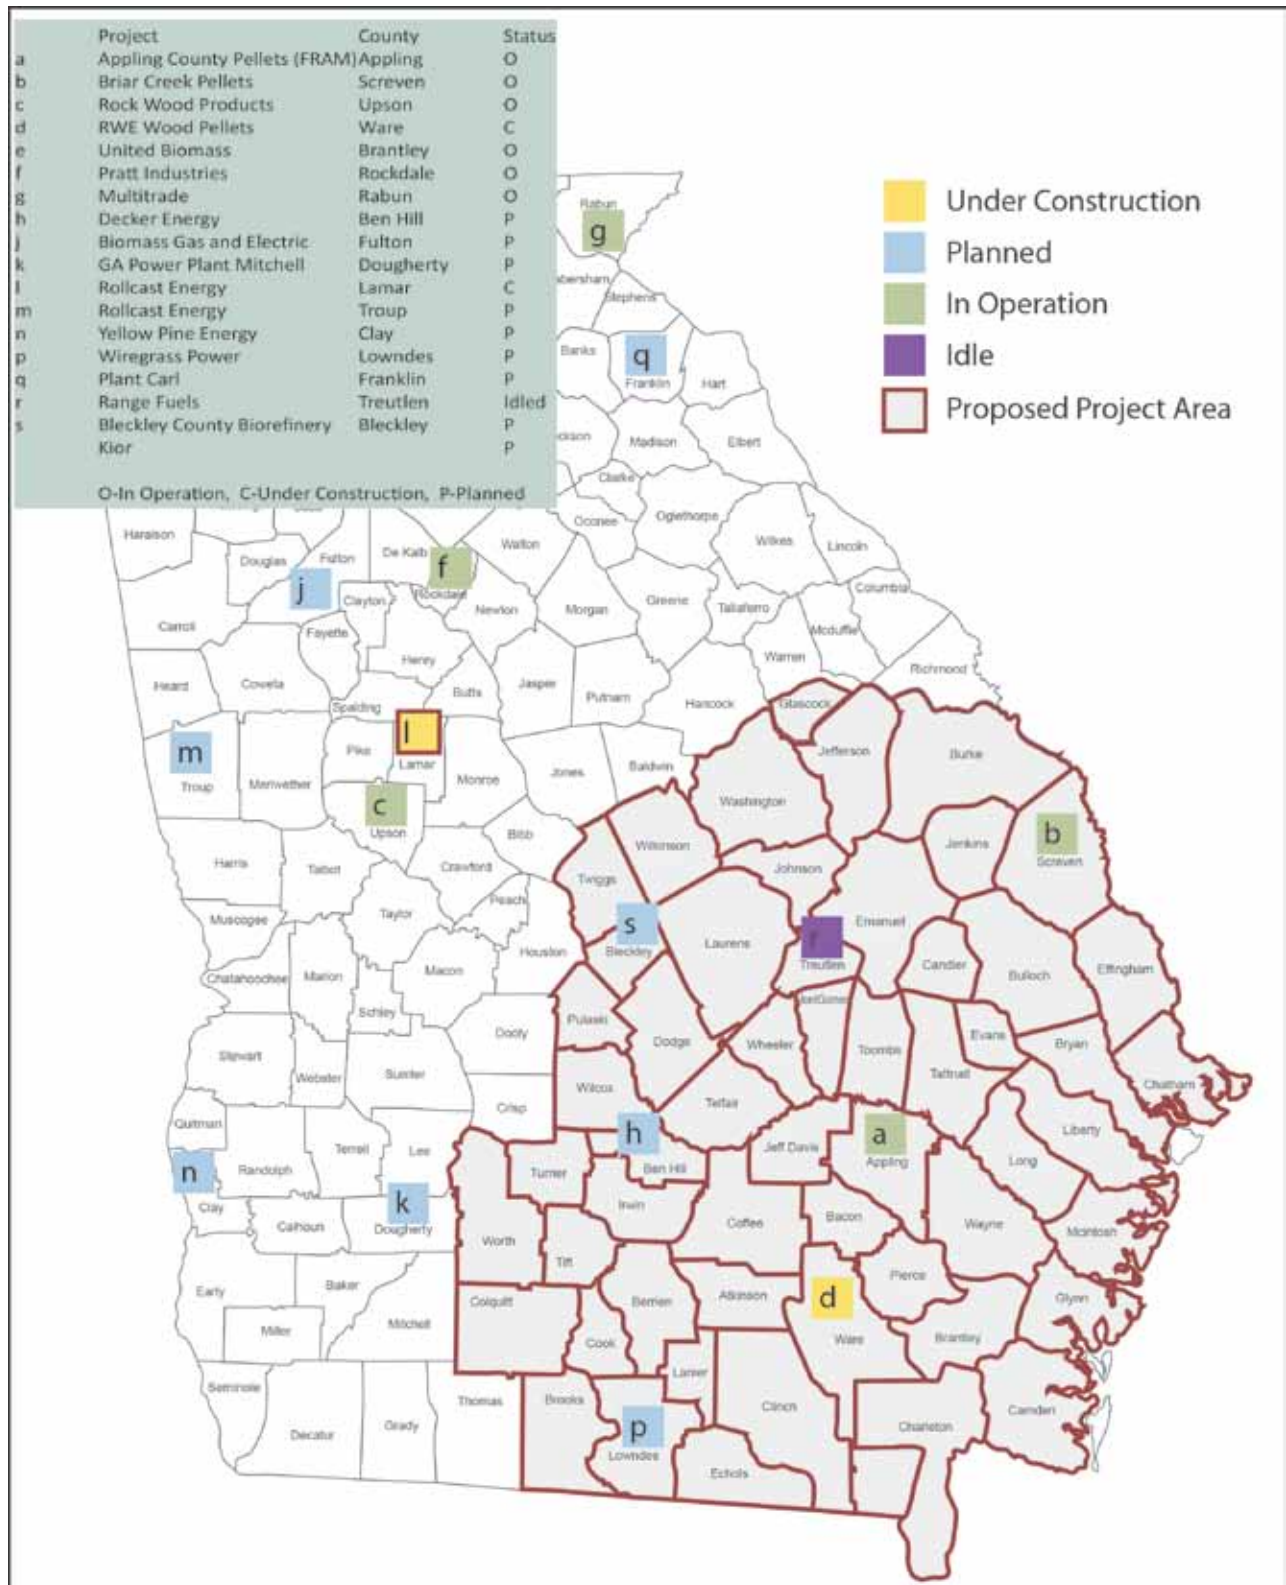 Project County Status
a Appling County Pellets (FRAM) Appling O
b Briar Creek Pellets Screven O
c Rock Wood Products Upson O
d RWE Wood Pellets Ware C
e United Biomass Brantley O
f Pratt Industries Rockdale O
g Multitrade Rabun O
h Decker Energy Ben Hill P
j Biomass Gas and Electric Fulton P
k GA Power Plant Mitchell Dougherty P
l Rollcast Energy Lamar C
m Rollcast Energy Troup P
n Yellow Pine Energy Clay P
p Wiregrass Power Lowndes P
q Plant Carl Franklin P
r Range Fuels Treutlen Idled
s Bleckley County Biorefinery Bleckley P
Kior P
O-In Operation, C-Under Construction, P-Planned
Under Construction
Planned
In Operation
Idle
Proposed Project Area
Rabun
g
bersham
Stephens
Banks
q
Franklin
Hart
ckson
Madison
Elbert
Clarke
Oconee
Oglethorpe
Wilkes
Lincoln
Haralson
Douglas
Fulton
De Kalb
f
Rockdale
Walton
j
Clayton
Newton
Morgan
Greene
Taliaferro
Columbia
Mcduffie
Carroll
Fayette
Henry
Warren
Richmond
Heard
Coweta
Spalding
Butts
Jasper
Putnam
Hancock
Glascock
m
Troup
Meriwether
Pike
l
Lamar
Monroe
Jones
Baldwin
Washington
Jefferson
Burke
c
Upson
Bibb
Wilkinson
Jenkins
b
Screven
Harris
Talbot
Crawford
Twiggs
Johnson
Muscogee
Taylor
Peach
s
Bleckley
Laurens
r
Treutlen
Emanuel
Candler
Bulloch
Effingham
Chatahoochee
Marion
Macon
Houston
Schley
Dooly
Pulaski
Dodge
Wheeler
Toombs
Tattnall
Evans
Bryan
Chatham
Stewart
Webster
Sumter
Crisp
Wilcox
Telfair
Quitman
Randolph
Terrell
Lee
h
Ben Hill
Jeff Davis
a
Appling
Long
Liberty
n
Clay
Calhoun
k
Dougherty
Turner
Irwin
Coffee
Bacon
Wayne
McIntosh
Worth
Tift
Early
Baker
Colquitt
Berrien
Atkinson
d
Ware
Pierce
Glynn
Miller
Mitchell
Cook
Lanier
Brantley
Seminole
Decatur
Grady
Thomas
Brooks
p
Lowndes
Clinch
Echols
Charleton
Camden